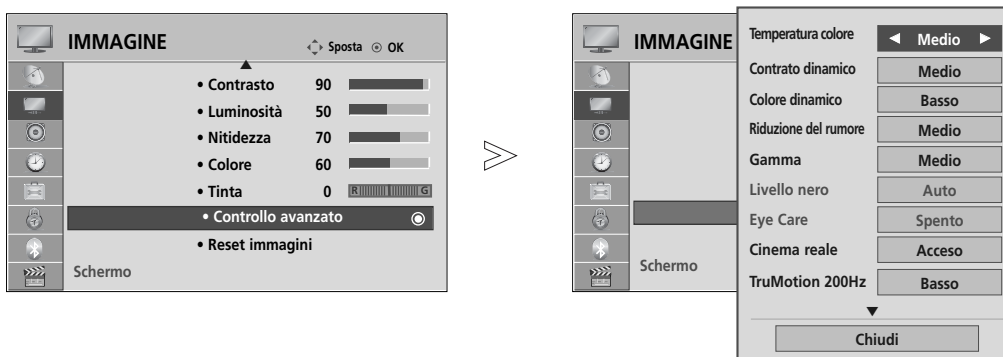 IMMAGINE
Sposta OK
• Contrasto 90
• Luminosità 50
• Nitidezza 70
• Colore 60
• Tinta 0 R G
• Controllo avanzato
• Reset immagini
Schermo
IMMAGINE
Schermo
Temperatura colore Medio
Contrato dinamico Medio
Colore dinamico Basso
Riduzione del rumore Medio
Gamma Medio
Livello nero Auto
Eye Care Spento
Cinema reale Acceso
TruMotion 200Hz Basso
Chiudi